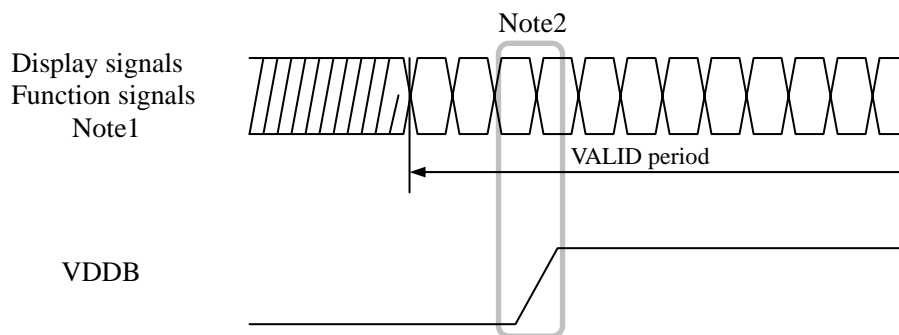 Note2
Display signals
Function signals
Note1
VALID period
VDDB